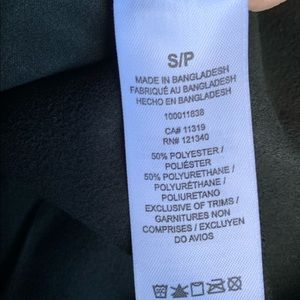 S/P
MADE IN BANGLADESH
FABRIQUÉ AU BANGLADESH
HECHO EN BANGLADESH
100011638
CA# 11319
RN# 121340
50% POLYESTER /
POLIÉSTER
50% POLYURETHANE /
POLYURÉTHANE /
POLIURETANO
EXCLUSIVE OF TRIMS /
GARNITURES NON
COMPRISES / EXCLUYEN
DO AVIOS